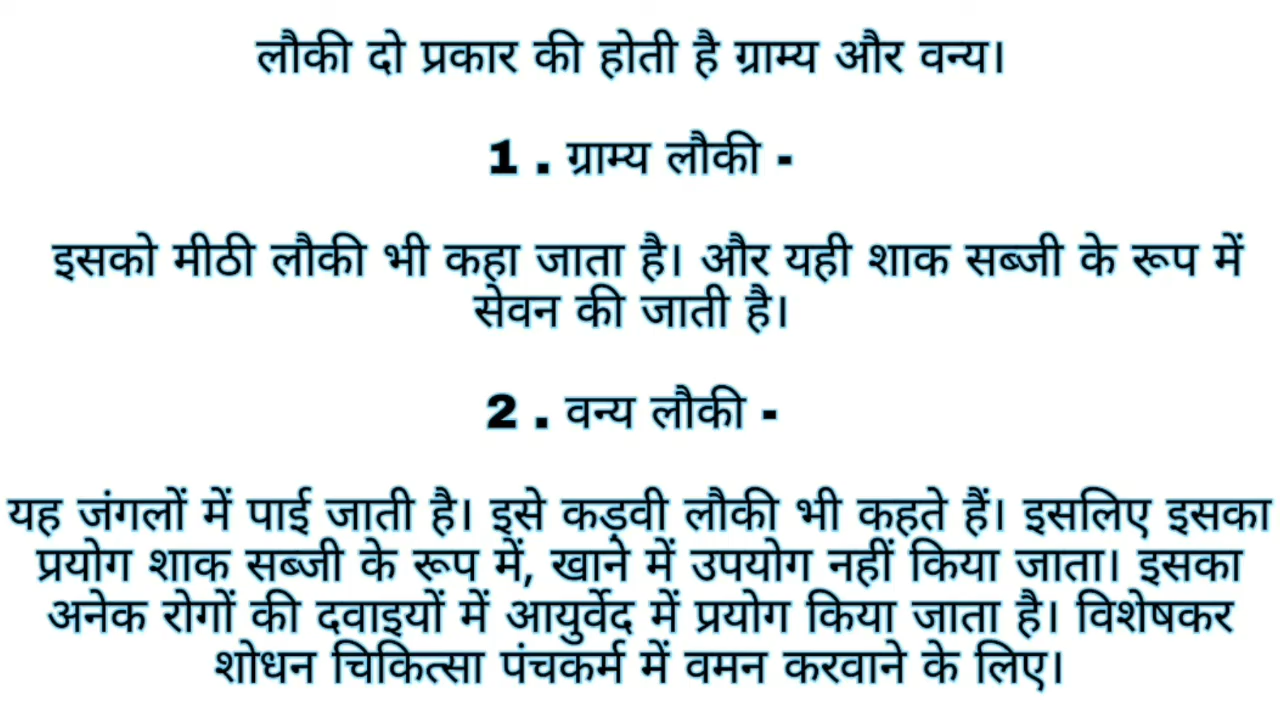 लौकी दो प्रकार की होती है ग्राम्य और वन्य।
1 . ग्राम्य लौकी -
इसको मीठी लौकी भी कहा जाता है। और यही शाक सब्जी के रूप में
सेवन की जाती है।
2 . वन्य लौकी -
यह जंगलों में पाई जाती है। इसे कड़वी लौकी भी कहते हैं। इसलिए इसका
प्रयोग शाक सब्जी के रूप में, खाने में उपयोग नहीं किया जाता। इसका
अनेक रोगों की दवाइयों में आयुर्वेद में प्रयोग किया जाता है। विशेषकर
शोधन चिकित्सा पंचकर्म में वमन करवाने के लिए।